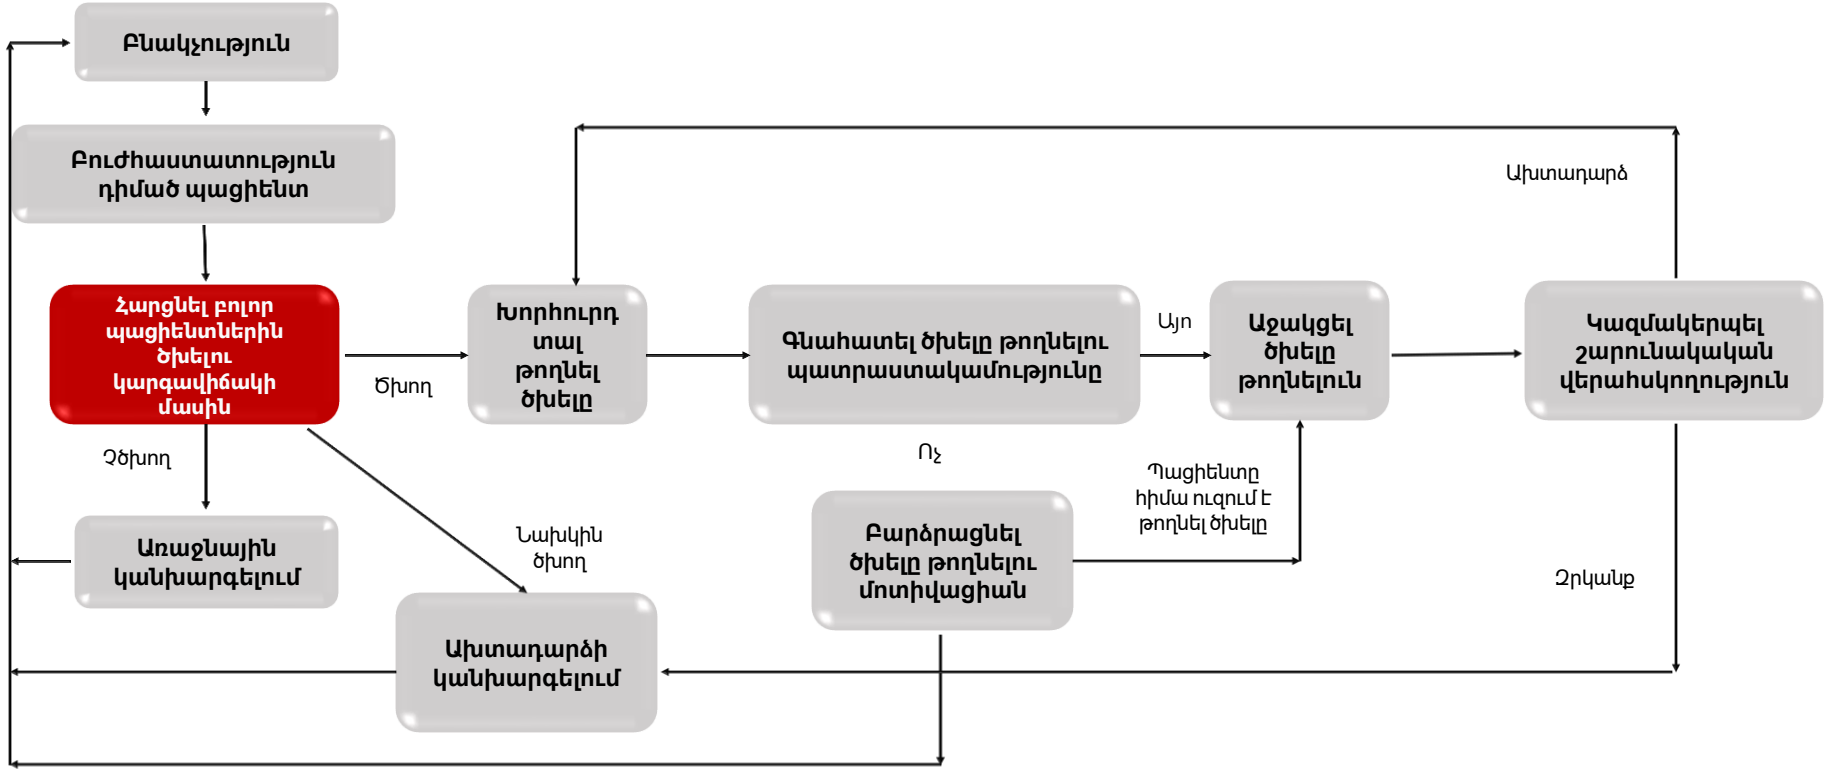 Բնակչություն
Բուժհաստատություն
դիմած պացիենտ
Ախտադարձ
Հարցնել բոլոր
պացիենտներին
ծխելու
կարգավիճակի
մասին
Ծխող
Խորհուրդ
տալ
թողնել
ծխելը
Գնահատել ծխելը թողնելու
պատրաստակամությունը
Այո
Աջակցել
ծխելը
թողնելուն
Կազմակերպել
շարունակական
վերահսկողություն
Չծխող
Ոչ
Պացիենտը
հիմա ուզում է
թողնել ծխելը
Նախկին
ծխող
Առաջնային
կանխարգելում
Բարձրացնել
ծխելը թողնելու
մոտիվացիան
Զրկանք
Ախտադարձի
կանխարգելում